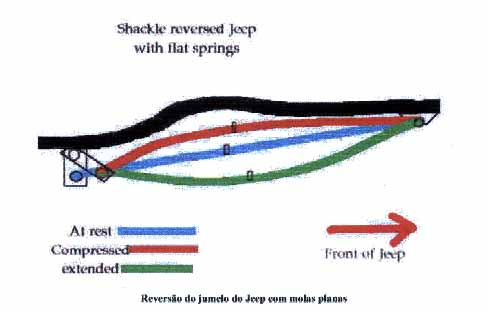 Shackle reversed Jeep
with flat springs
At rest
Compressed
extended
Front of Jeep
Reversão do jumelo do Jeep com molas planas